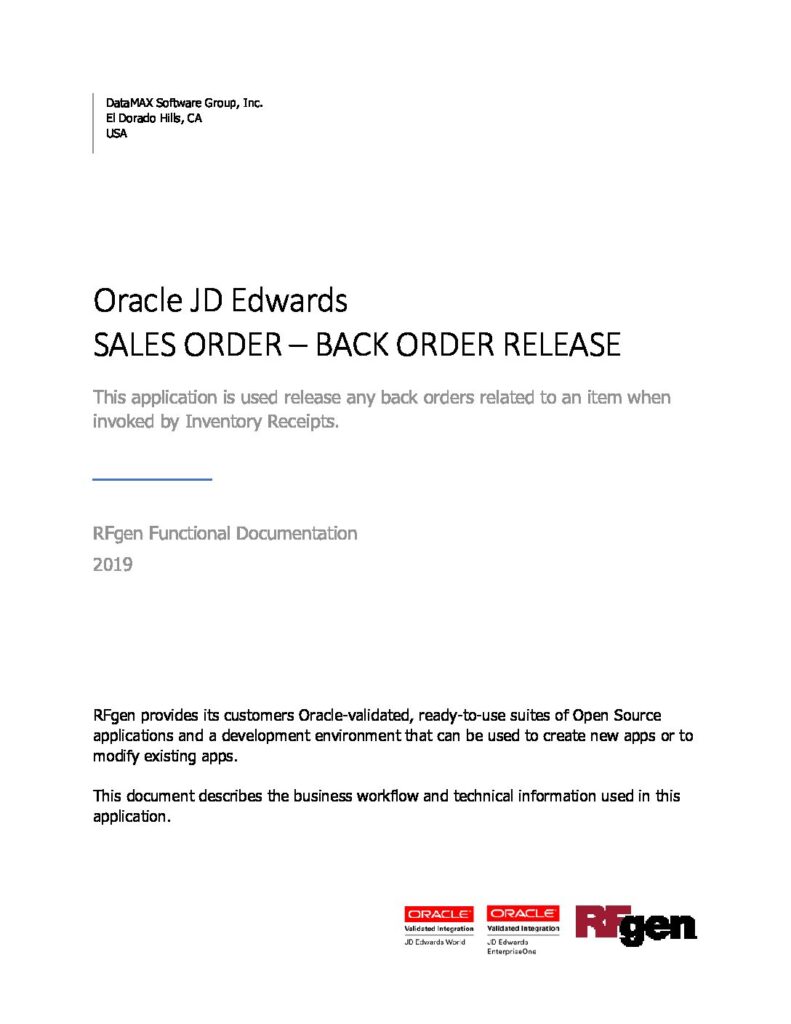 DataMAX Software Group, Inc.
El Dorado Hills, CA
USA
Oracle JD Edwards
SALES ORDER – BACK ORDER RELEASE
This application is used release any back orders related to an item when
invoked by Inventory Receipts.
RFgen Functional Documentation
2019
RFgen provides its customers Oracle-validated, ready-to-use suites of Open Source
applications and a development environment that can be used to create new apps or to
modify existing apps.
This document describes the business workflow and technical information used in this
application.
ORACLE
Validated Integration
JD Edwards World
ORACLE
Validated Integration
JD Edwards
EnterpriseOne
RFgen